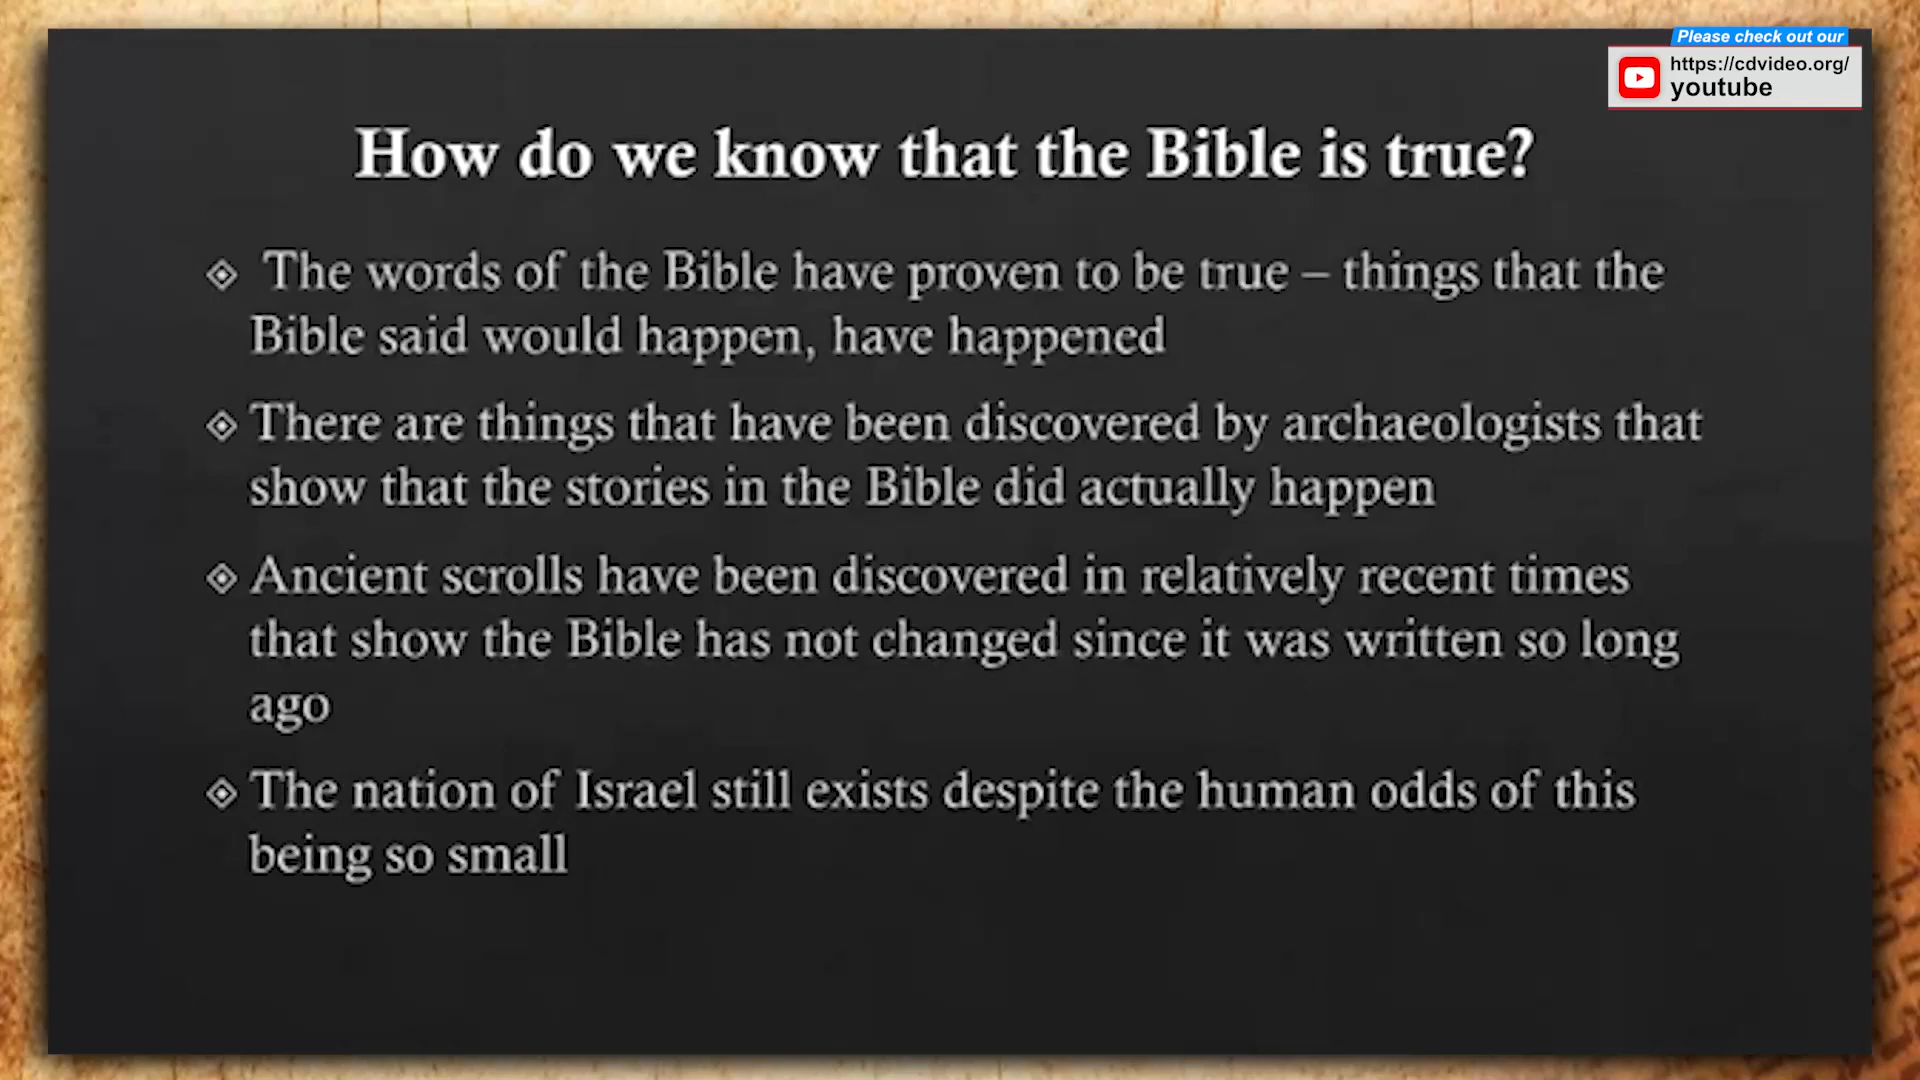 Please check out our
https://cdvideo.org/
youtube
How do we know that the Bible is true?
The words of the Bible have proven to be true – things that the
Bible said would happen, have happened
There are things that have been discovered by archaeologists that
show that the stories in the Bible did actually happen
Ancient scrolls have been discovered in relatively recent times
that show the Bible has not changed since it was written so long
ago
The nation of Israel still exists despite the human odds of this
being so small